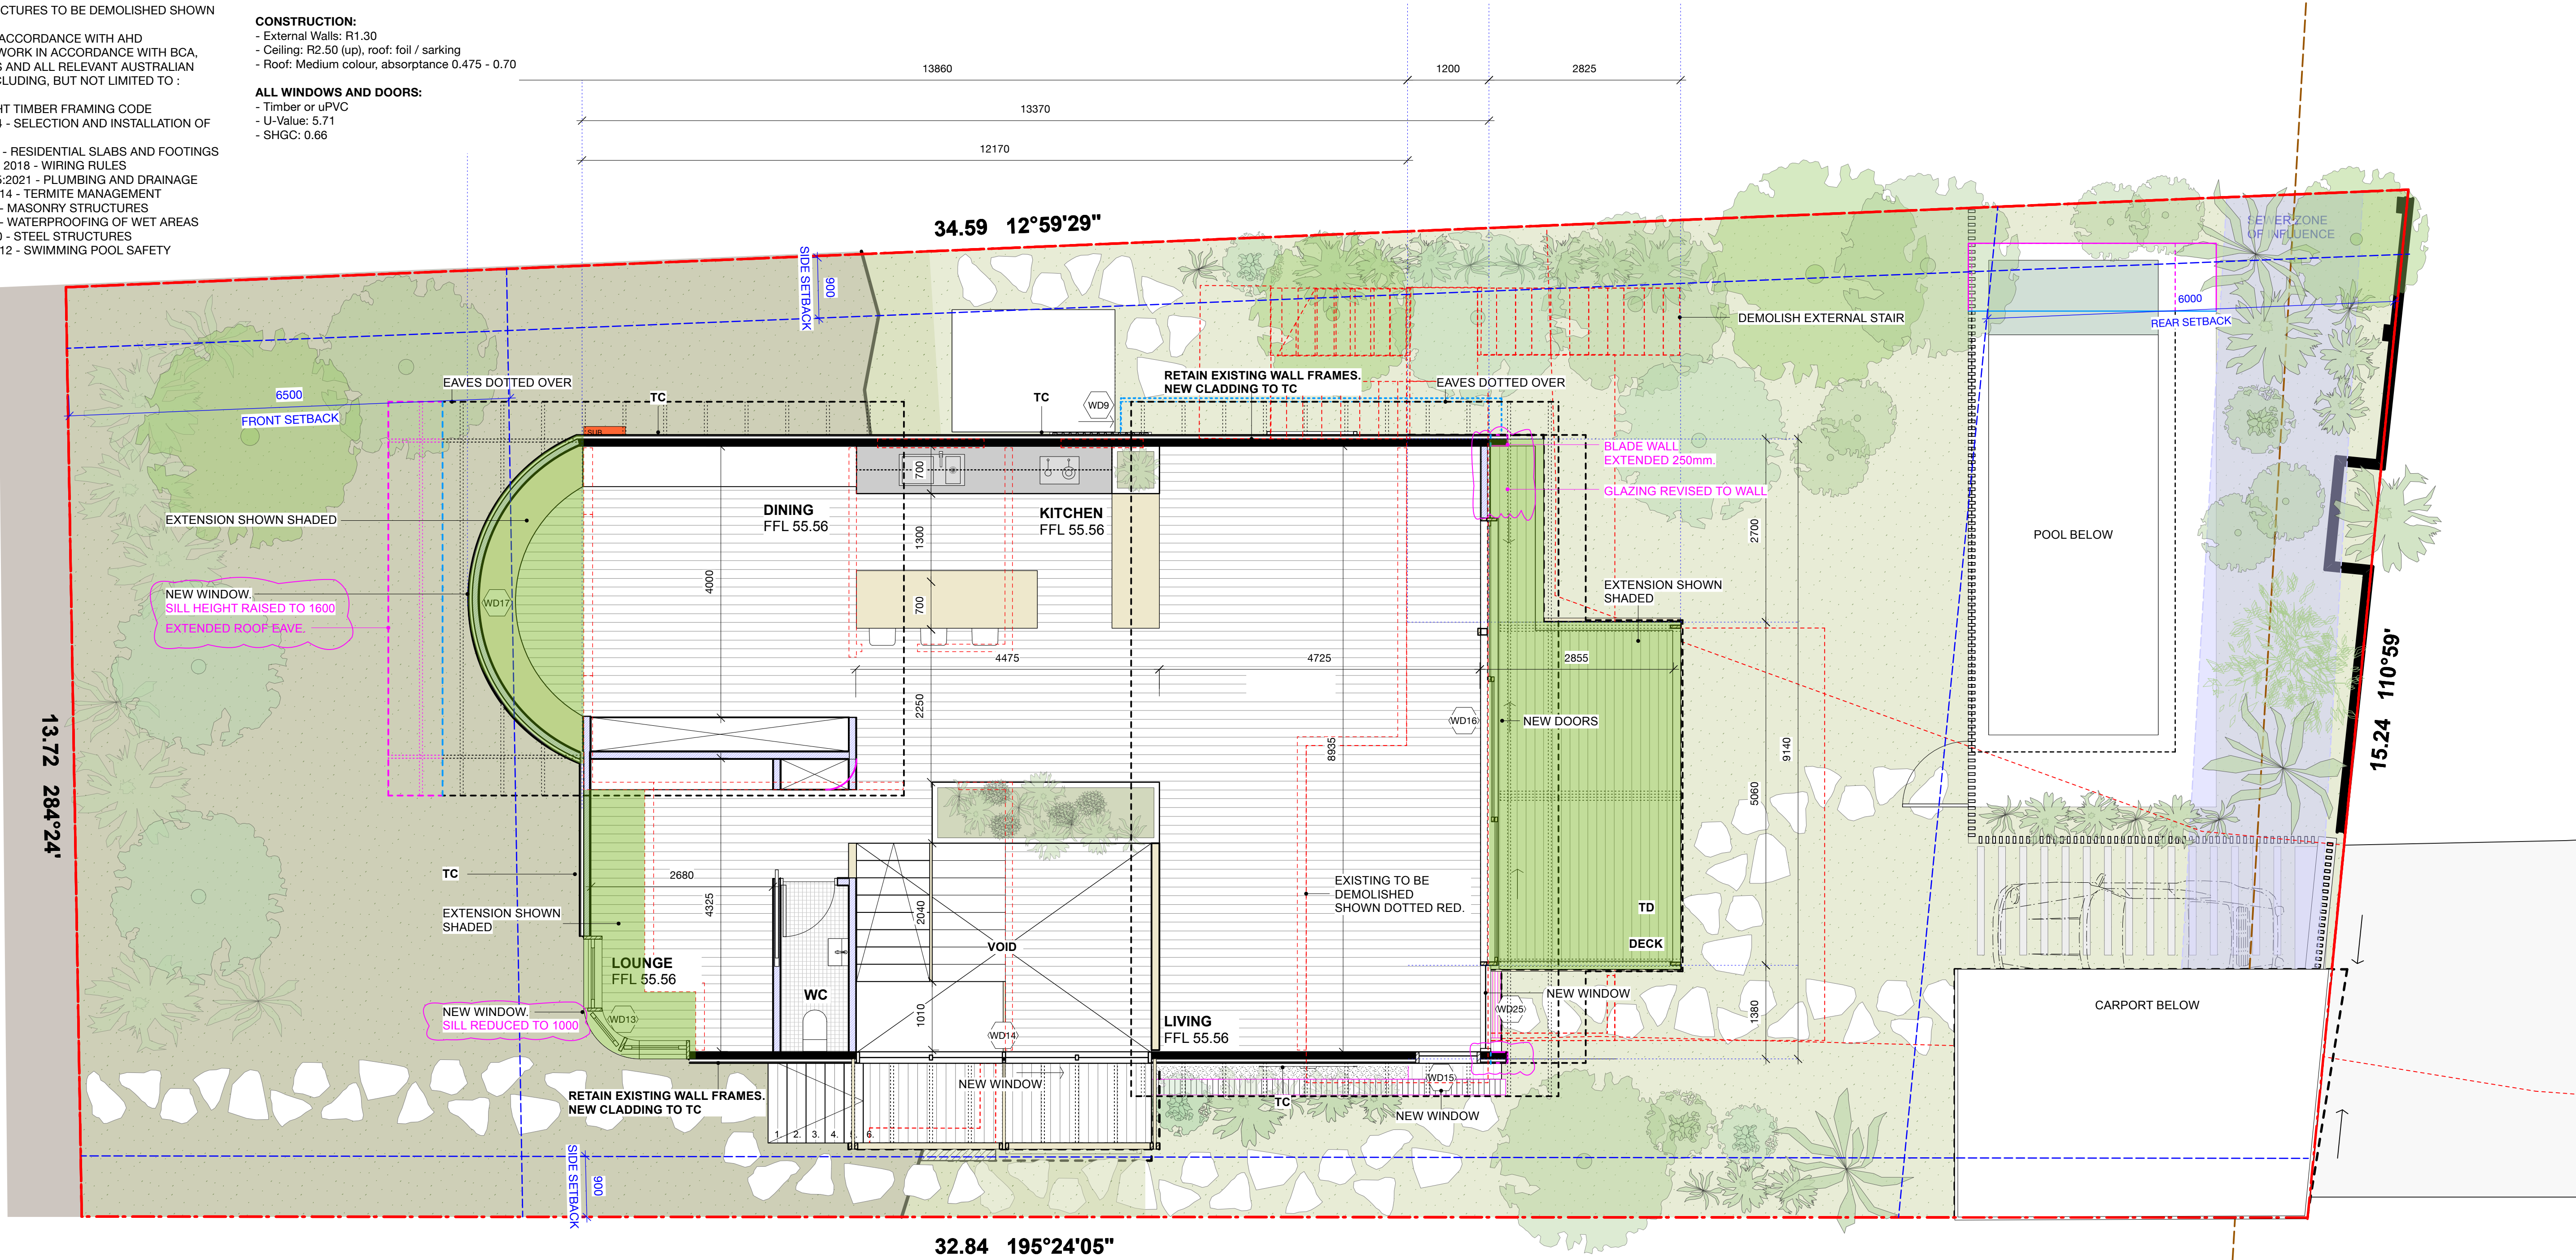 CTURES TO BE DEMOLISHED SHOWN
ACCORDANCE WITH AHD
WORK IN ACCORDANCE WITH BCA,
S AND ALL RELEVANT AUSTRALIAN
CLUDING, BUT NOT LIMITED TO :
HT TIMBER FRAMING CODE
4 - SELECTION AND INSTALLATION OF
- RESIDENTIAL SLABS AND FOOTINGS
2018 - WIRING RULES
5:2021 - PLUMBING AND DRAINAGE
14 - TERMITE MANAGEMENT
- MASONRY STRUCTURES
- WATERPROOFING OF WET AREAS
0 - STEEL STRUCTURES
12 - SWIMMING POOL SAFETY
CONSTRUCTION:
- External Walls: R1.30
- Ceiling: R2.50 (up), roof: foil / sarking
- Roof: Medium colour, absorptance 0.475 - 0.70
ALL WINDOWS AND DOORS:
- Timber or uPVC
- U-Value: 5.71
- SHGC: 0.66
13860
1200
2825
13370
12170
34.59 12°59'29"
SIDE SETBACK
900
SEWER ZONE
OF INFLUENCE
6000
REAR SETBACK
DEMOLISH EXTERNAL STAIR
6500
FRONT SETBACK
EAVES DOTTED OVER
TC
SUB
TC
WD9
RETAIN EXISTING WALL FRAMES.
NEW CLADDING TO TC
EAVES DOTTED OVER
BLADE WALL
EXTENDED 250mm.
GLAZING REVISED TO WALL
EXTENSION SHOWN SHADED
DINING
FFL 55.56
KITCHEN
FFL 55.56
700
1300
700
2250
4000
2700
POOL BELOW
NEW WINDOW.
SILL HEIGHT RAISED TO 1600
EXTENDED ROOF EAVE.
WD17
EXTENSION SHOWN
SHADED
4475
4725
2855
WD16
NEW DOORS
8935
9140
5060
13.72 284°24'
15.24 110°59'
TC
2680
4325
2040
EXISTING TO BE
DEMOLISHED
SHOWN DOTTED RED.
EXTENSION SHOWN
SHADED
TD
DECK
VOID
LOUNGE
FFL 55.56
WC
1010
NEW WINDOW.
SILL REDUCED TO 1000
WD13
WD14
LIVING
FFL 55.56
NEW WINDOW
WD25
1380
CARPORT BELOW
NEW WINDOW
WD15
RETAIN EXISTING WALL FRAMES.
NEW CLADDING TO TC
TC
NEW WINDOW
1. 2. 3. 4. 5. 6.
SIDE SETBACK
900
32.84 195°24'05"